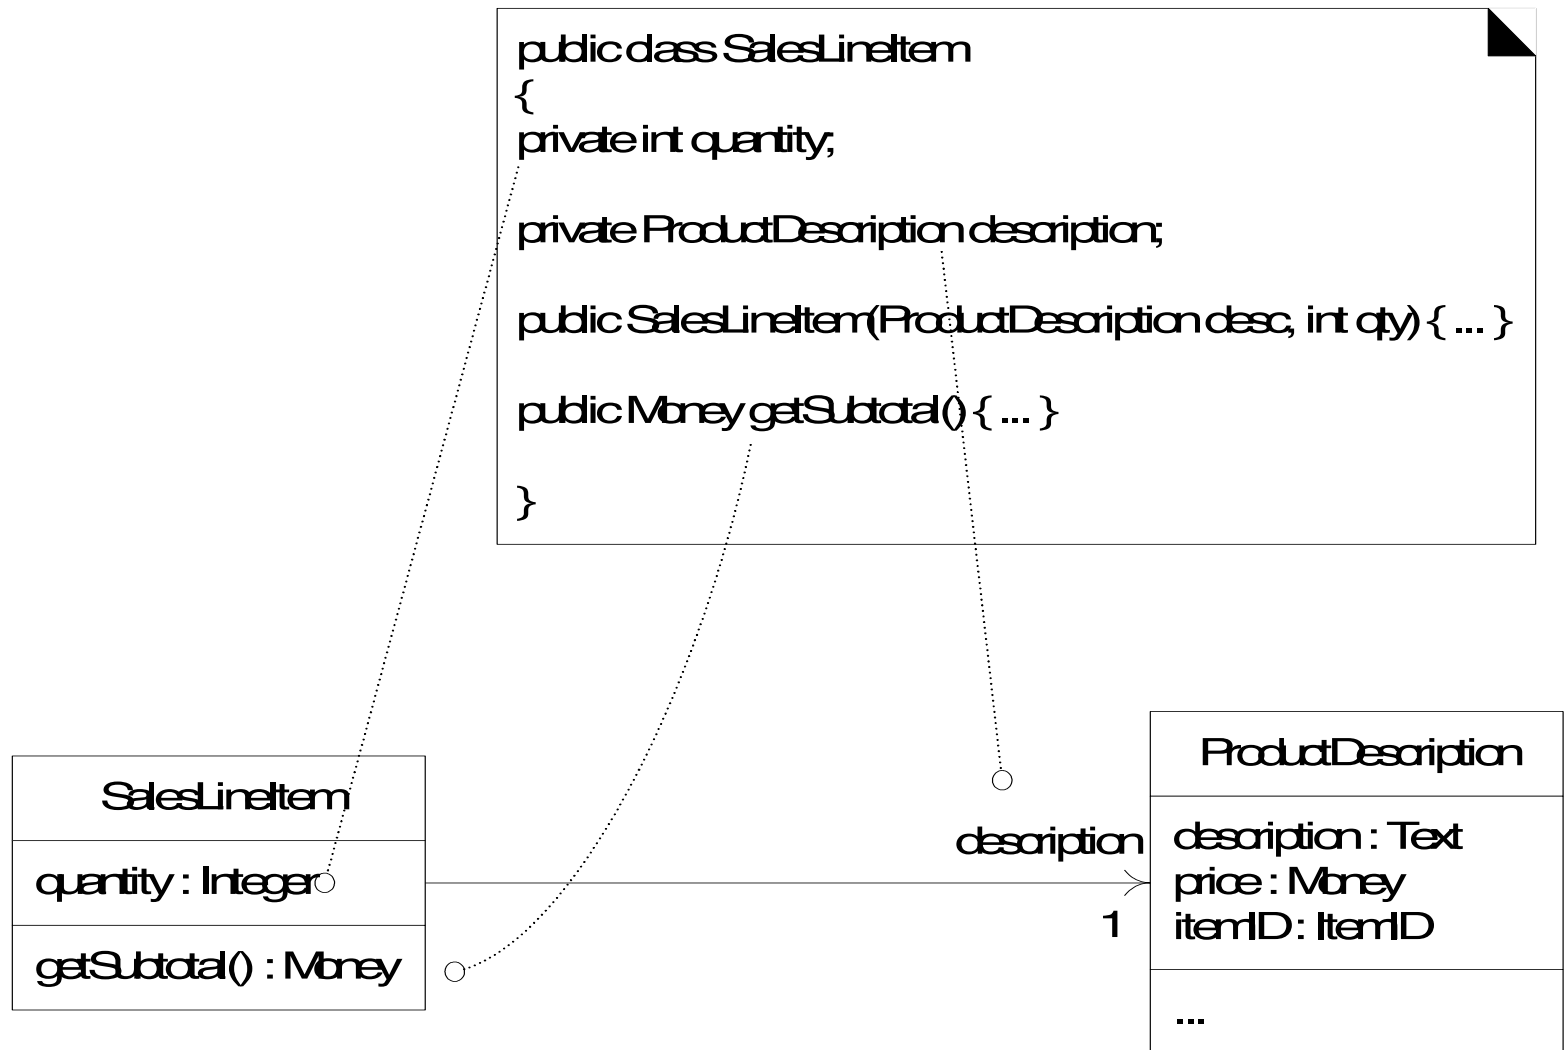 public class SalesLineItem
{
private int quantity;
private ProductDescription description;
public SalesLineItem(ProductDescription desc, int qty) { ... }
public Money getSubtotal() { ... }
}
SalesLineItem
quantity : Integer
getSubtotal() : Money
description
1
ProductDescription
description : Text
price : Money
itemID : ItemID
...